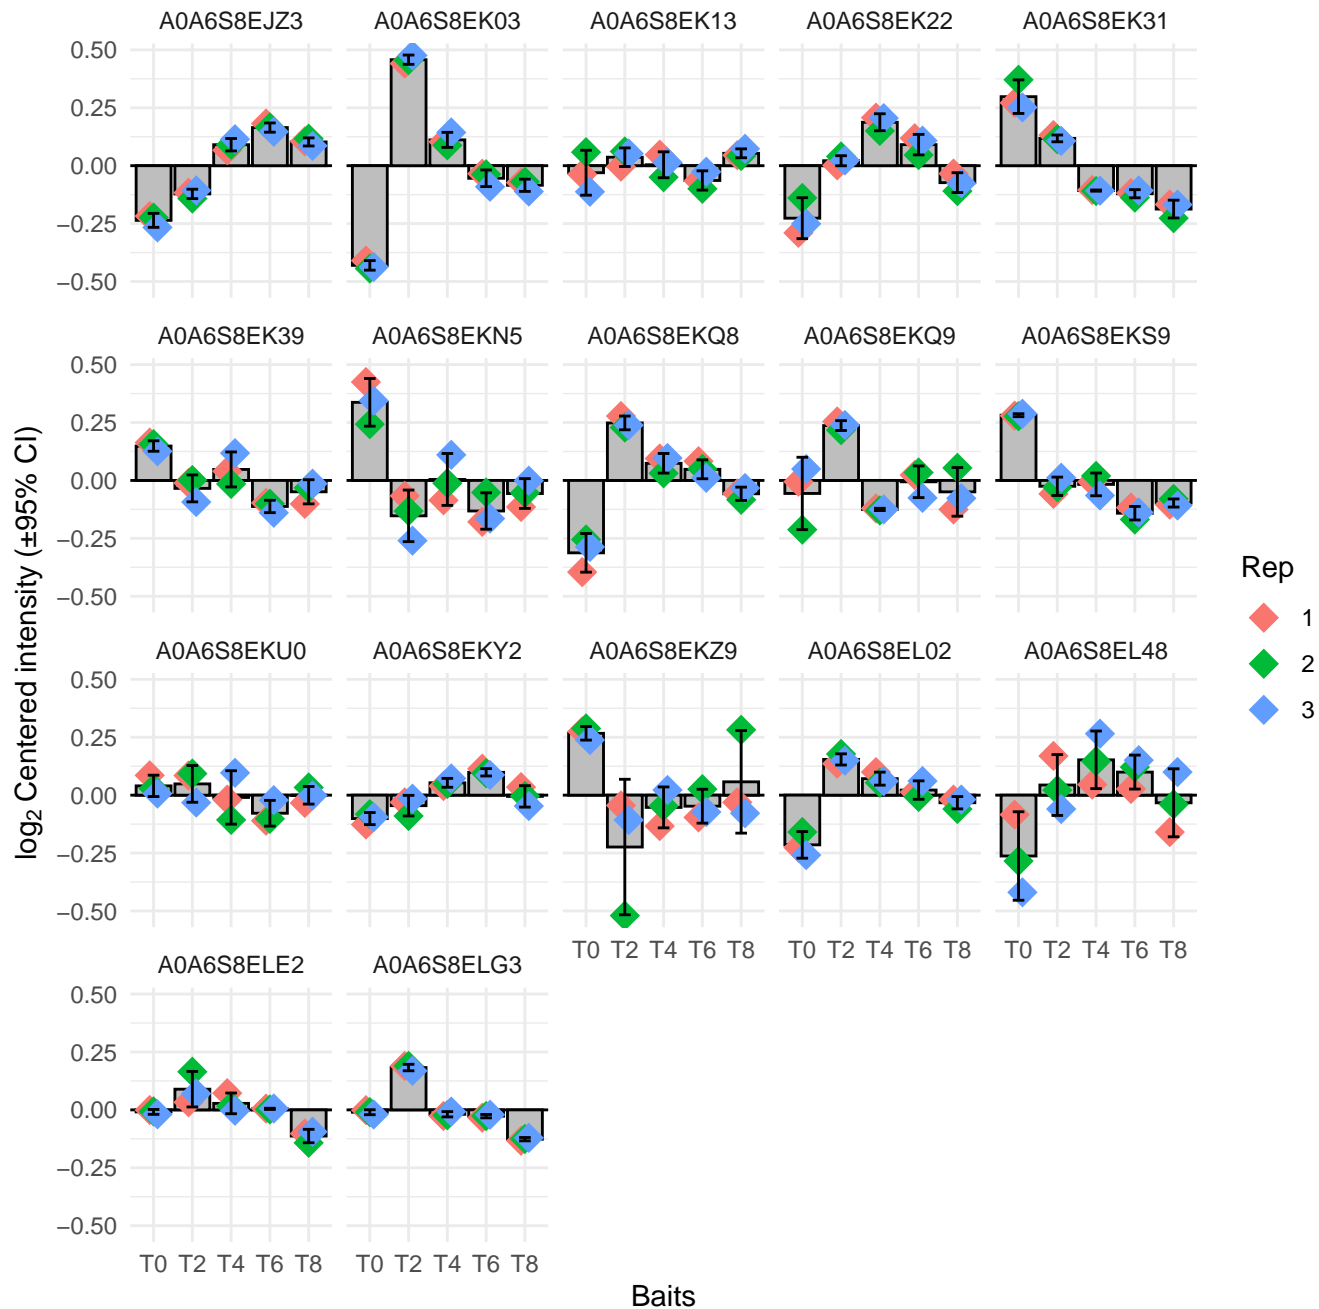 A0A6S8EJZ3 A0A6S8EK03 A0A6S8EK13 A0A6S8EK22 A0A6S8EK31
0.50
0.25
0.00
−0.25
−0.50
A0A6S8EK39 A0A6S8EKN5 A0A6S8EKQ8 A0A6S8EKQ9 A0A6S8EKS9
0.50
0.25
0.00
−0.25
−0.50
A0A6S8EKU0 A0A6S8EKY2 A0A6S8EKZ9 A0A6S8EL02 A0A6S8EL48
0.50
0.25
0.00
−0.25
−0.50
T0 T2 T4 T6 T8 T0 T2 T4 T6 T8 T0 T2 T4 T6 T8
A0A6S8ELE2 A0A6S8ELG3
0.50
0.25
0.00
−0.25
−0.50
T0 T2 T4 T6 T8 T0 T2 T4 T6 T8
Baits
log₂ Centered intensity (±95% CI)
Rep
1
2
3